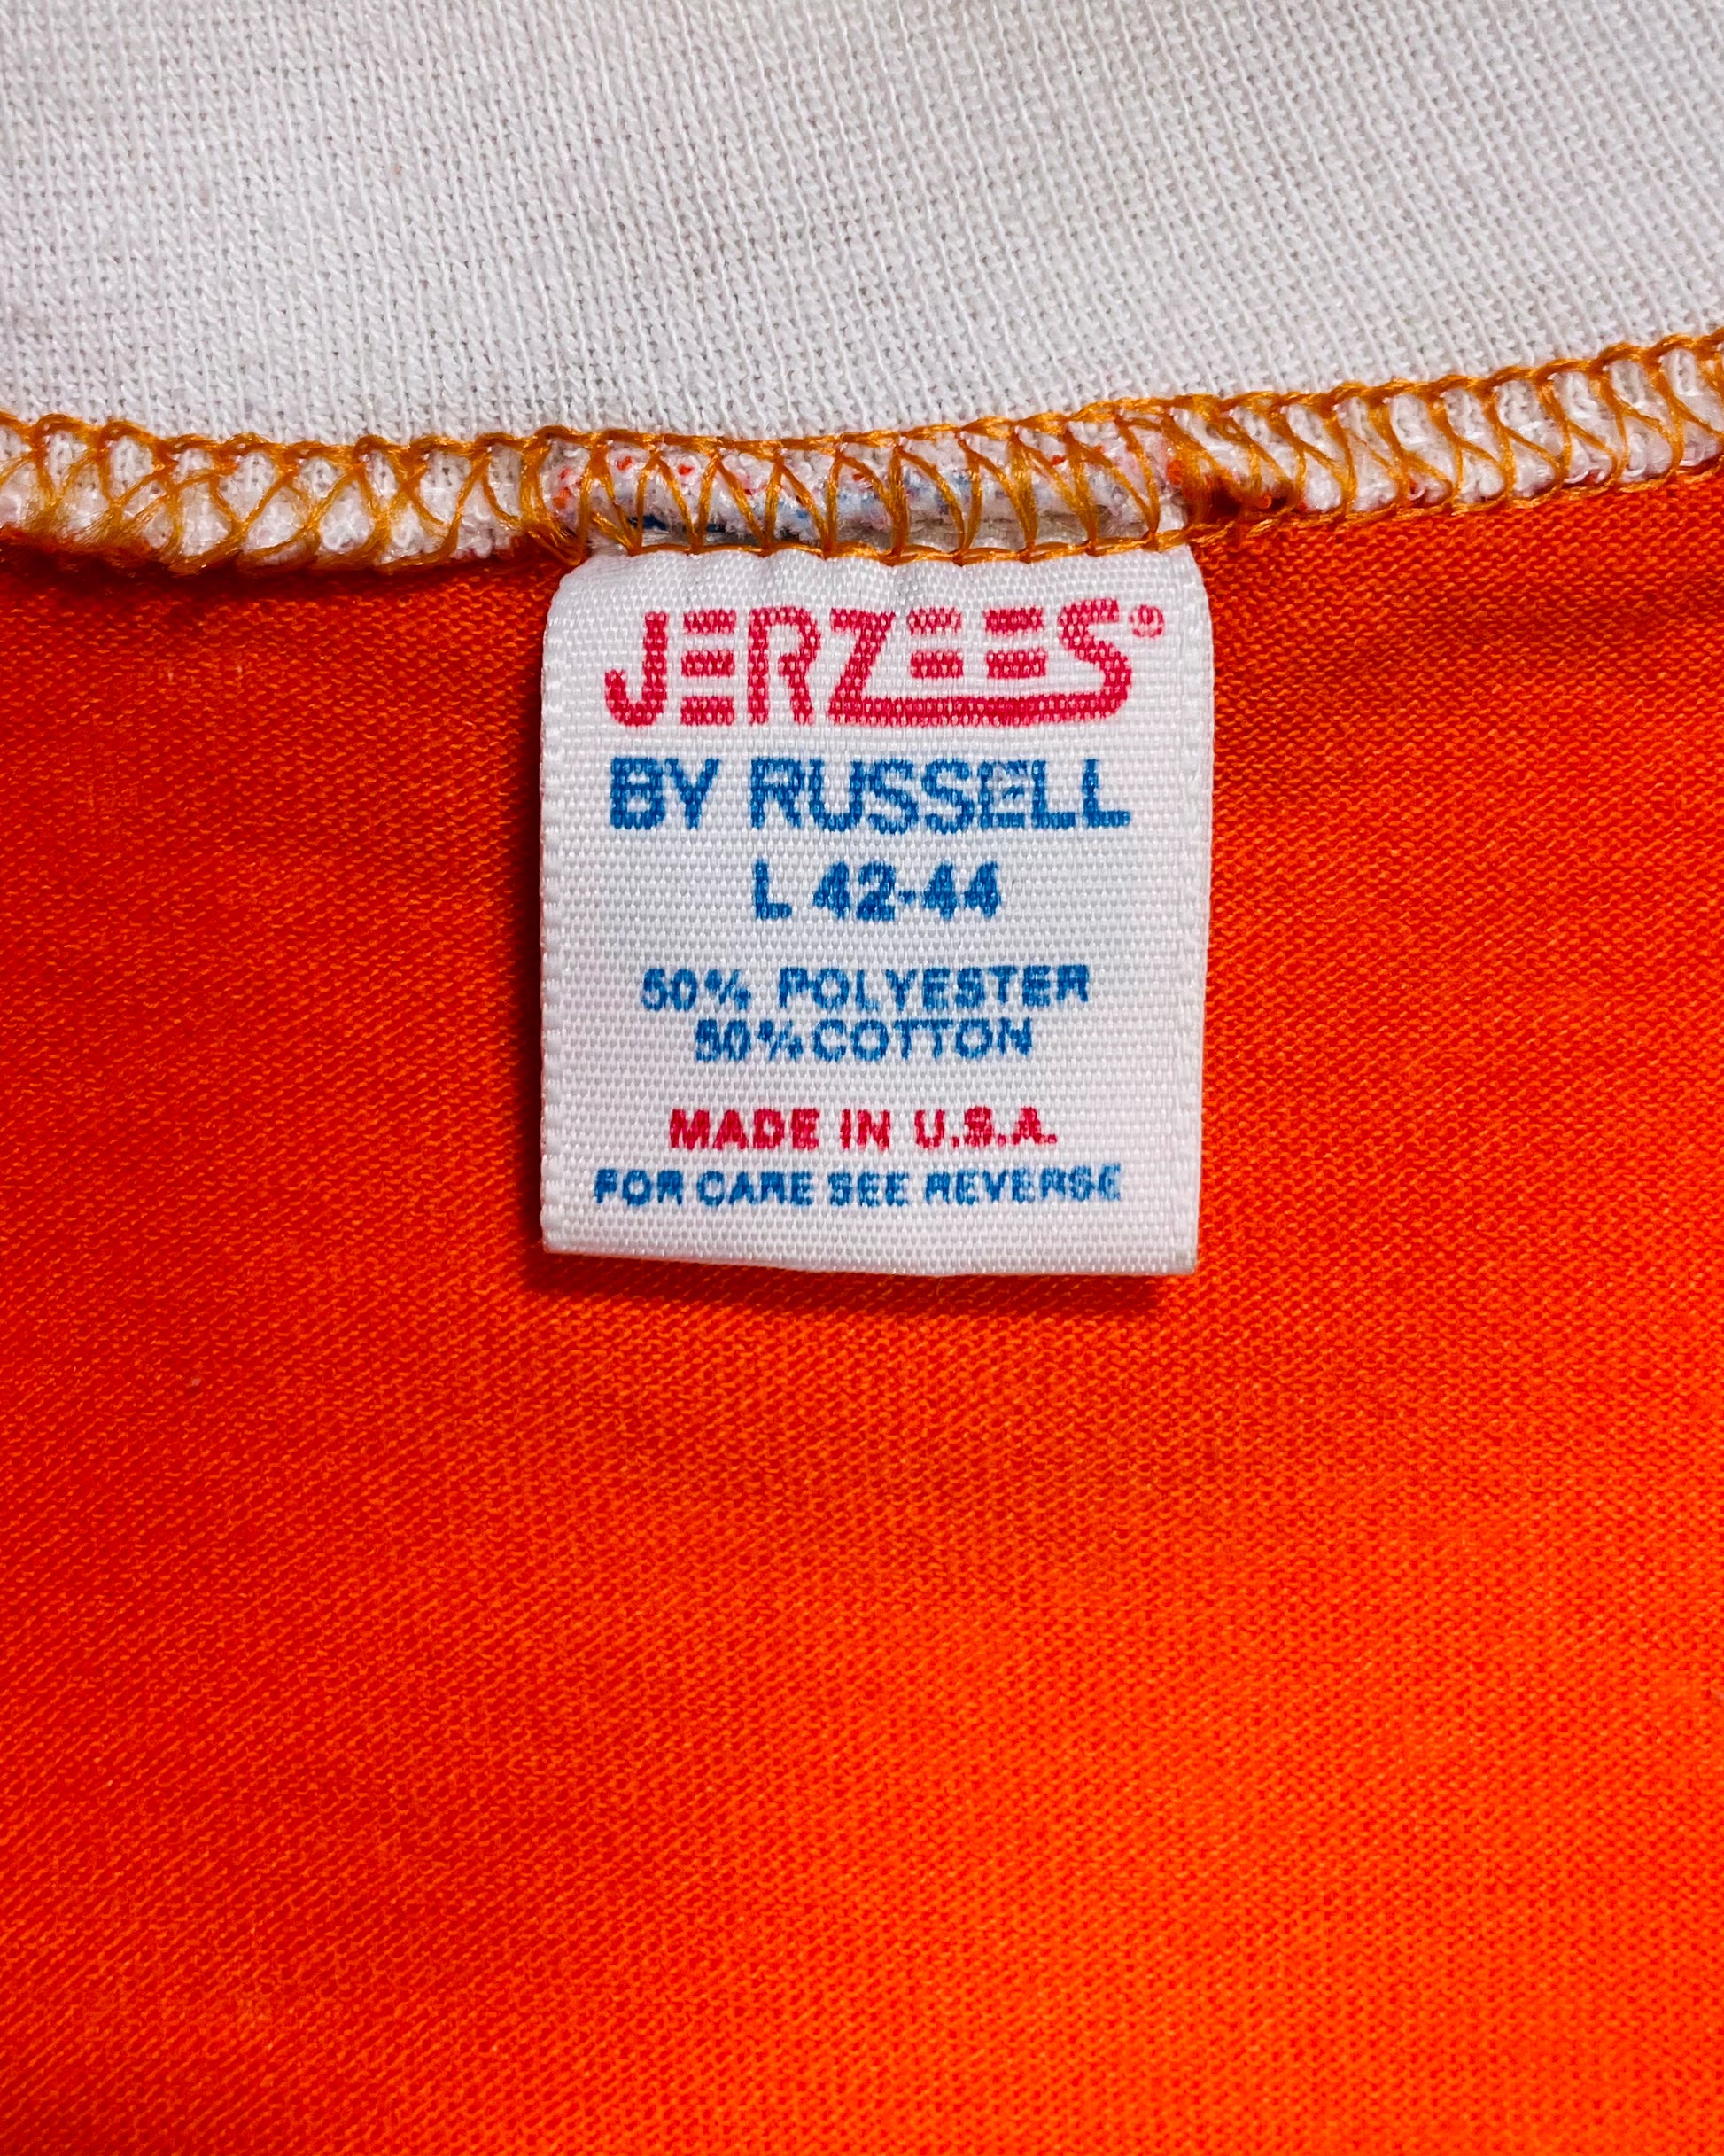 JERZEES®
BY RUSSELL
L 42-44
50% POLYESTER
50% COTTON
MADE IN U.S.A.
FOR CARE SEE REVERSE